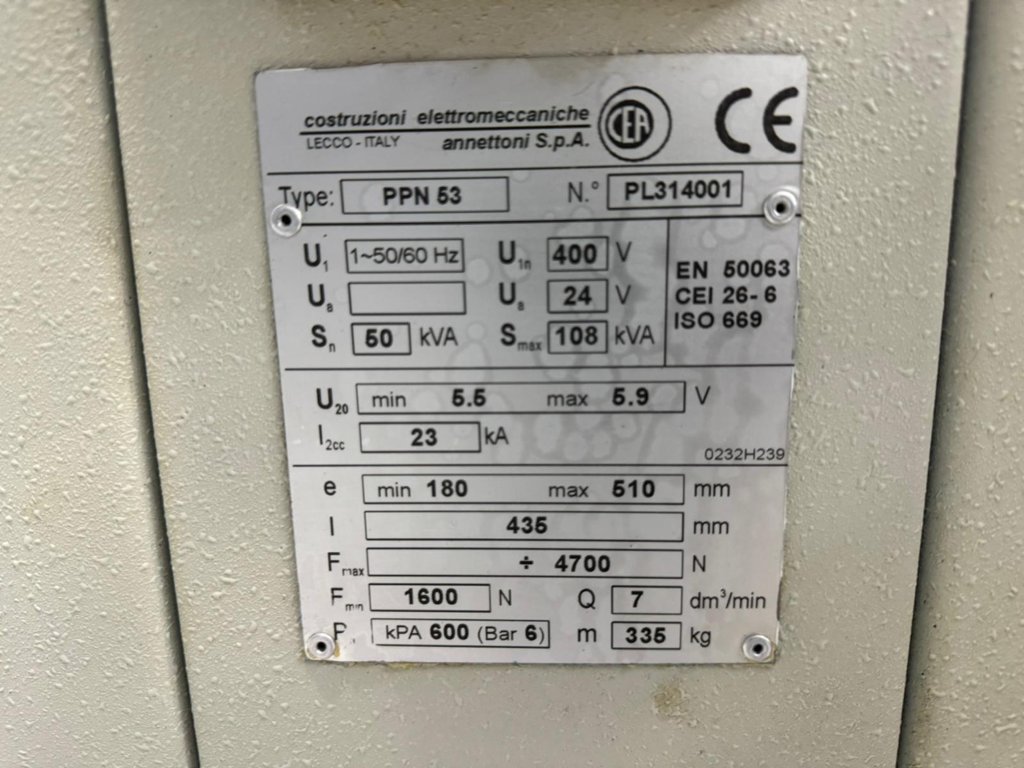 costruzioni elettromeccaniche
LECCO - ITALY annettoni S.p.A.
CEA
CE
Type: PPN 53 N.° PL314001
U1 1~50/60 Hz U1n 400 V
Ua Ua 24 V
Sn 50 kVA Smax 108 kVA
EN 50063
CEI 26-6
ISO 669
U20 min 5.5 max 5.9 V
I2cc 23 kA
0232H239
e min 180 max 510 mm
l 435 mm
Fmax ÷ 4700 N
Fmin 1600 N Q 7 dm³/min
kPA 600 (Bar 6) m 335 kg